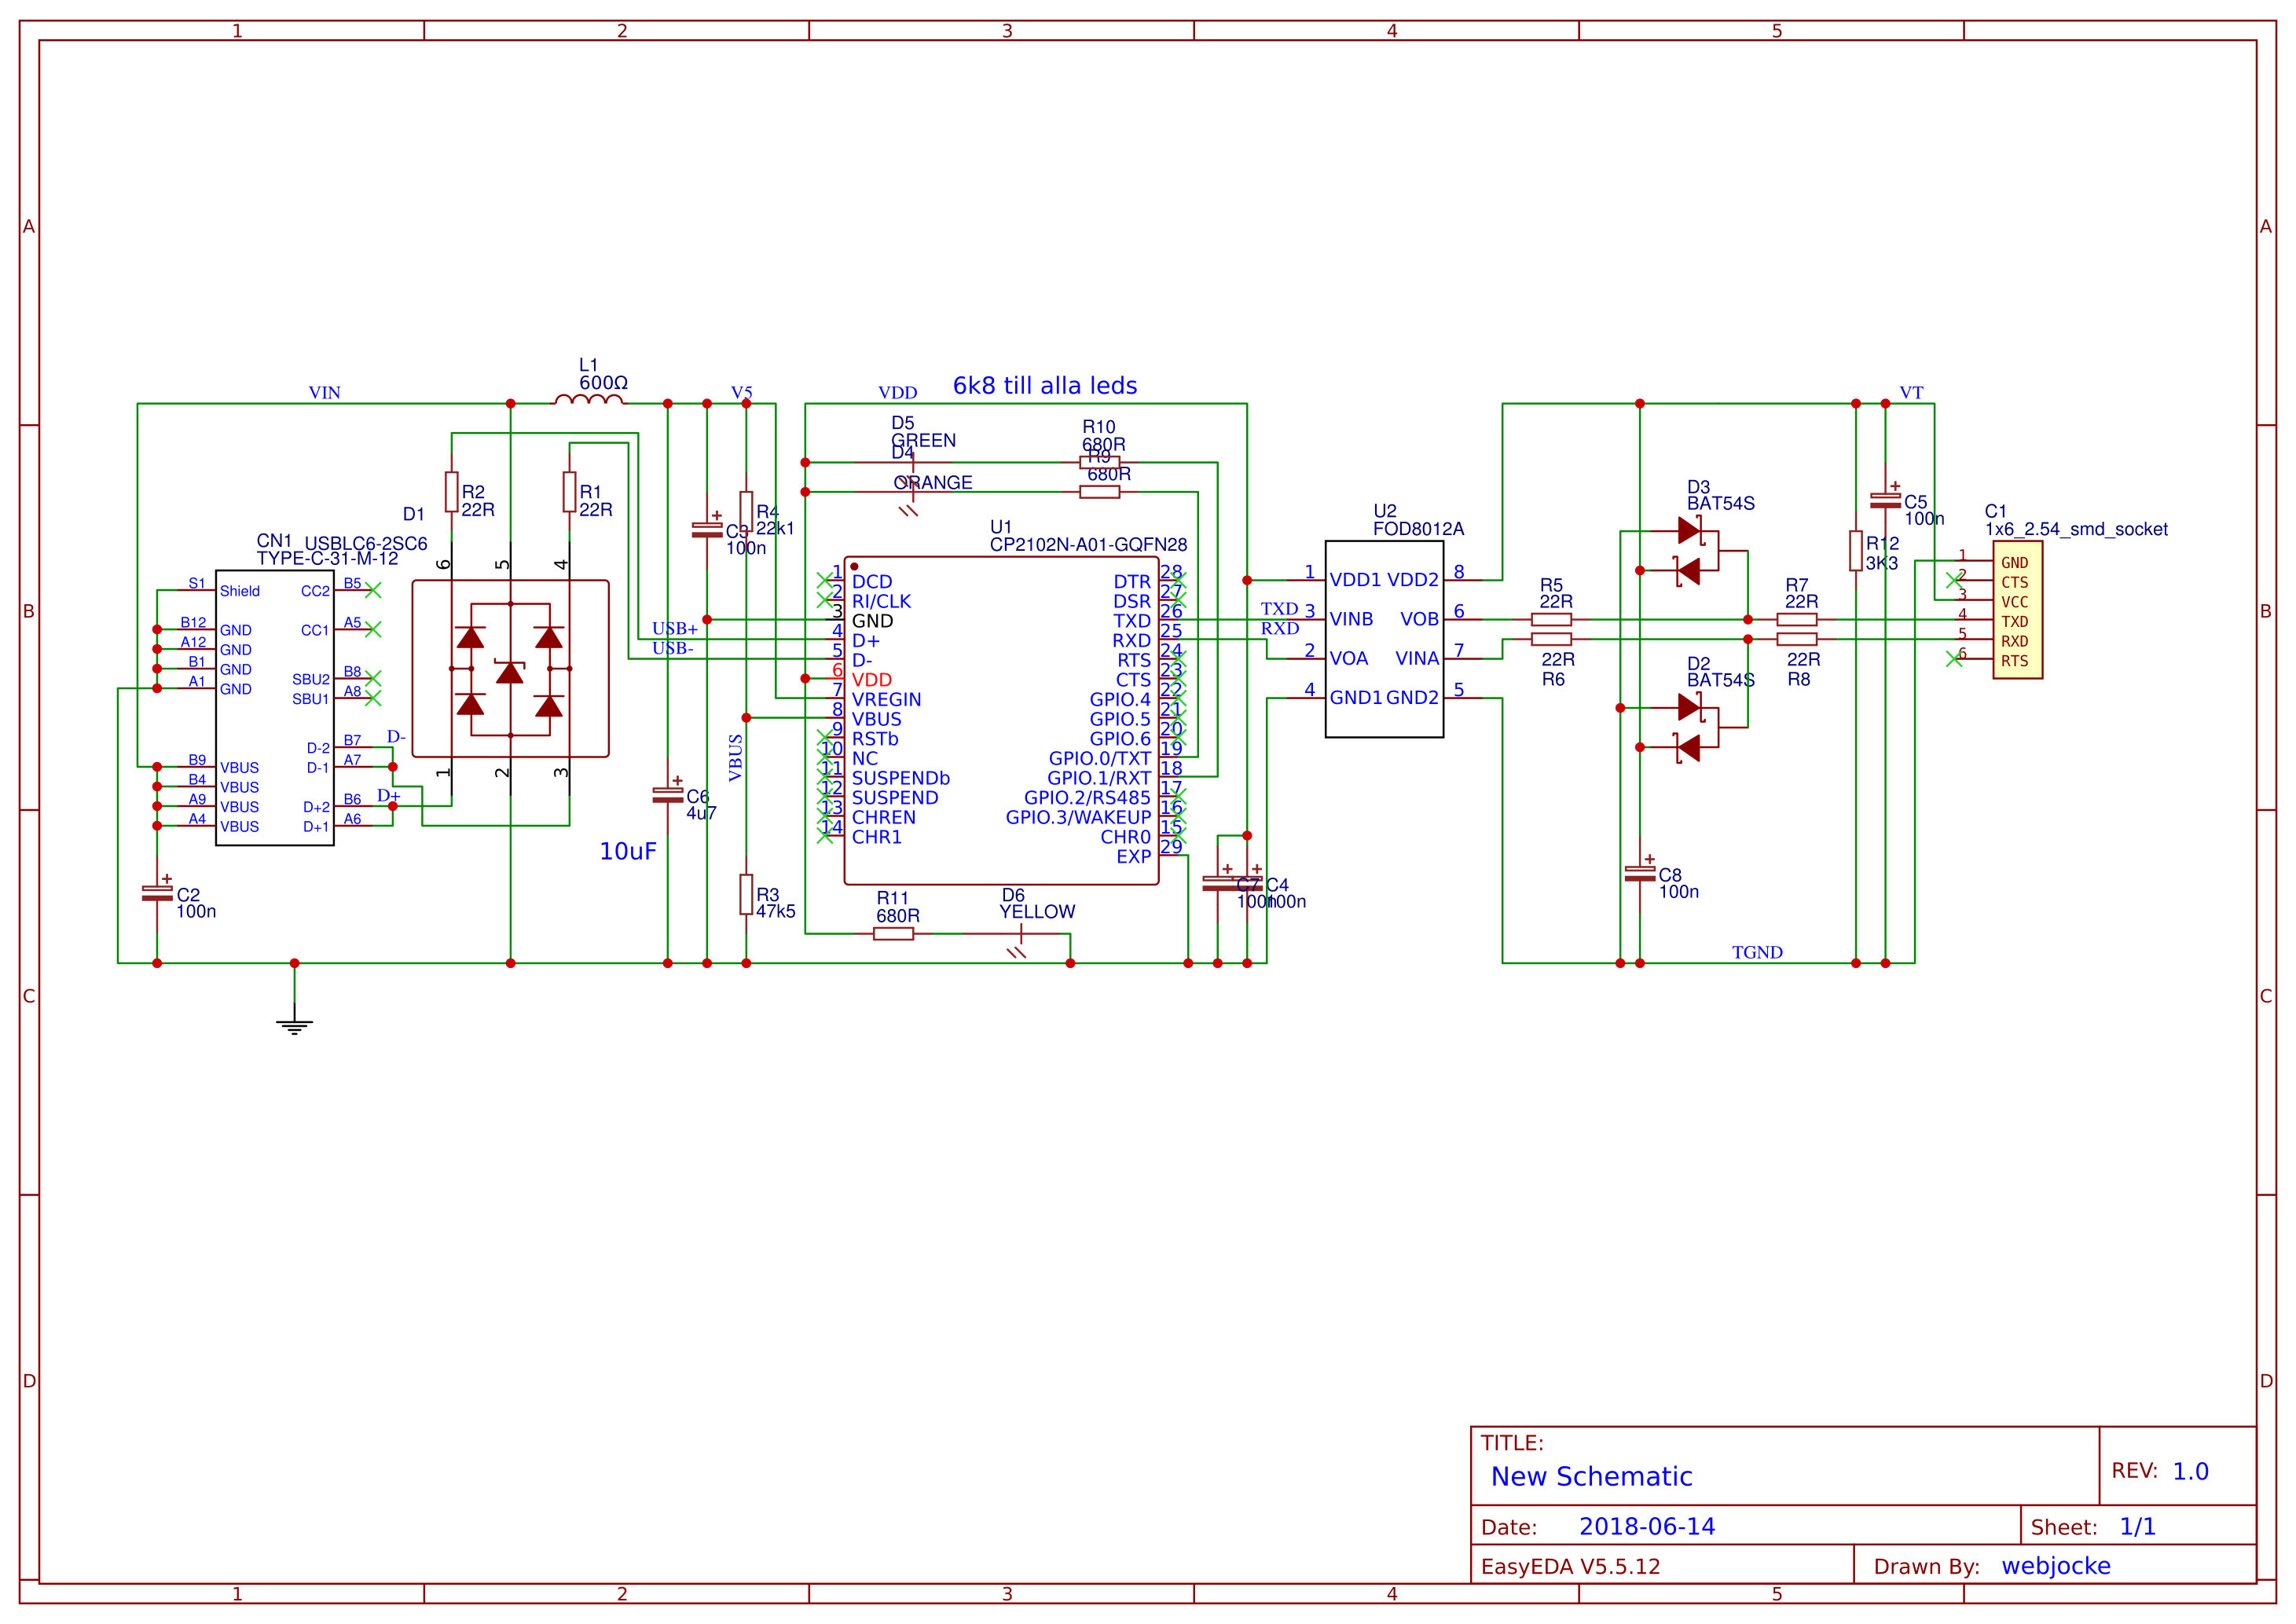 1 2 3 4 5
A
B
C
D
A
B
C
D
1 2 3 4 5
VIN
L1
600Ω
V5
VDD
6k8 till alla leds
VT
D5
GREEN
D4
ORANGE
R10
680R
R9
680R
R2
22R
R1
22R
D1
USBLC6-2SC6
CN1
TYPE-C-31-M-12
6 5 4
1 2 3
S1 Shield
B12 GND
A12 GND
B1 GND
A1 GND
B9 VBUS
B4 VBUS
A9 VBUS
A4 VBUS
CC2 B5
CC1 A5
SBU2 B8
SBU1 A8
D-2 B7
D-1 A7
D+2 B6
D+1 A6
D-
D+
C2
100n
+
R4
22k1
C3
100n
+
USB+
USB-
VBUS
C6
4u7
+
10uF
R3
47k5
U1
CP2102N-A01-GQFN28
1 DCD
2 RI/CLK
3 GND
4 D+
5 D-
6 VDD
7 VREGIN
8 VBUS
9 RSTb
10 NC
11 SUSPENDb
12 SUSPEND
13 CHREN
14 CHR1
DTR 28
DSR 27
TXD 26
RXD 25
RTS 24
CTS 23
GPIO.4 22
GPIO.5 21
GPIO.6 20
GPIO.0/TXT 19
GPIO.1/RXT 18
GPIO.2/RS485 17
GPIO.3/WAKEUP 16
CHR0 15
EXP 29
R11
680R
D6
YELLOW
C7
100n
+
C4
100n
+
TXD
RXD
U2
FOD8012A
1 VDD1 VDD2 8
3 VINB VOB 6
2 VOA VINA 7
4 GND1 GND2 5
R5
22R
22R
R6
D3
BAT54S
D2
BAT54S
R7
22R
22R
R8
C8
100n
+
R12
3K3
C5
100n
+
TGND
C1
1x6_2.54_smd_socket
1 GND
2 CTS
3 VCC
4 TXD
5 RXD
6 RTS
TITLE:
New Schematic
REV: 1.0
Date: 2018-06-14
Sheet: 1/1
EasyEDA V5.5.12
Drawn By: webjocke